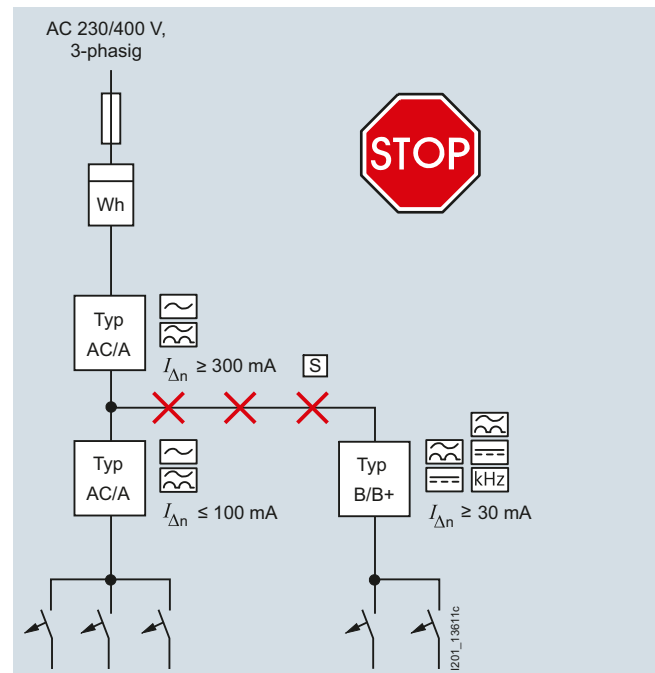 AC 230/400 V,
3-phasig
STOP
Wh
Typ
AC/A
IΔn ≥ 300 mA
S
Typ
AC/A
IΔn ≤ 100 mA
Typ
B/B+
kHz
IΔn ≥ 30 mA
I201_13611c